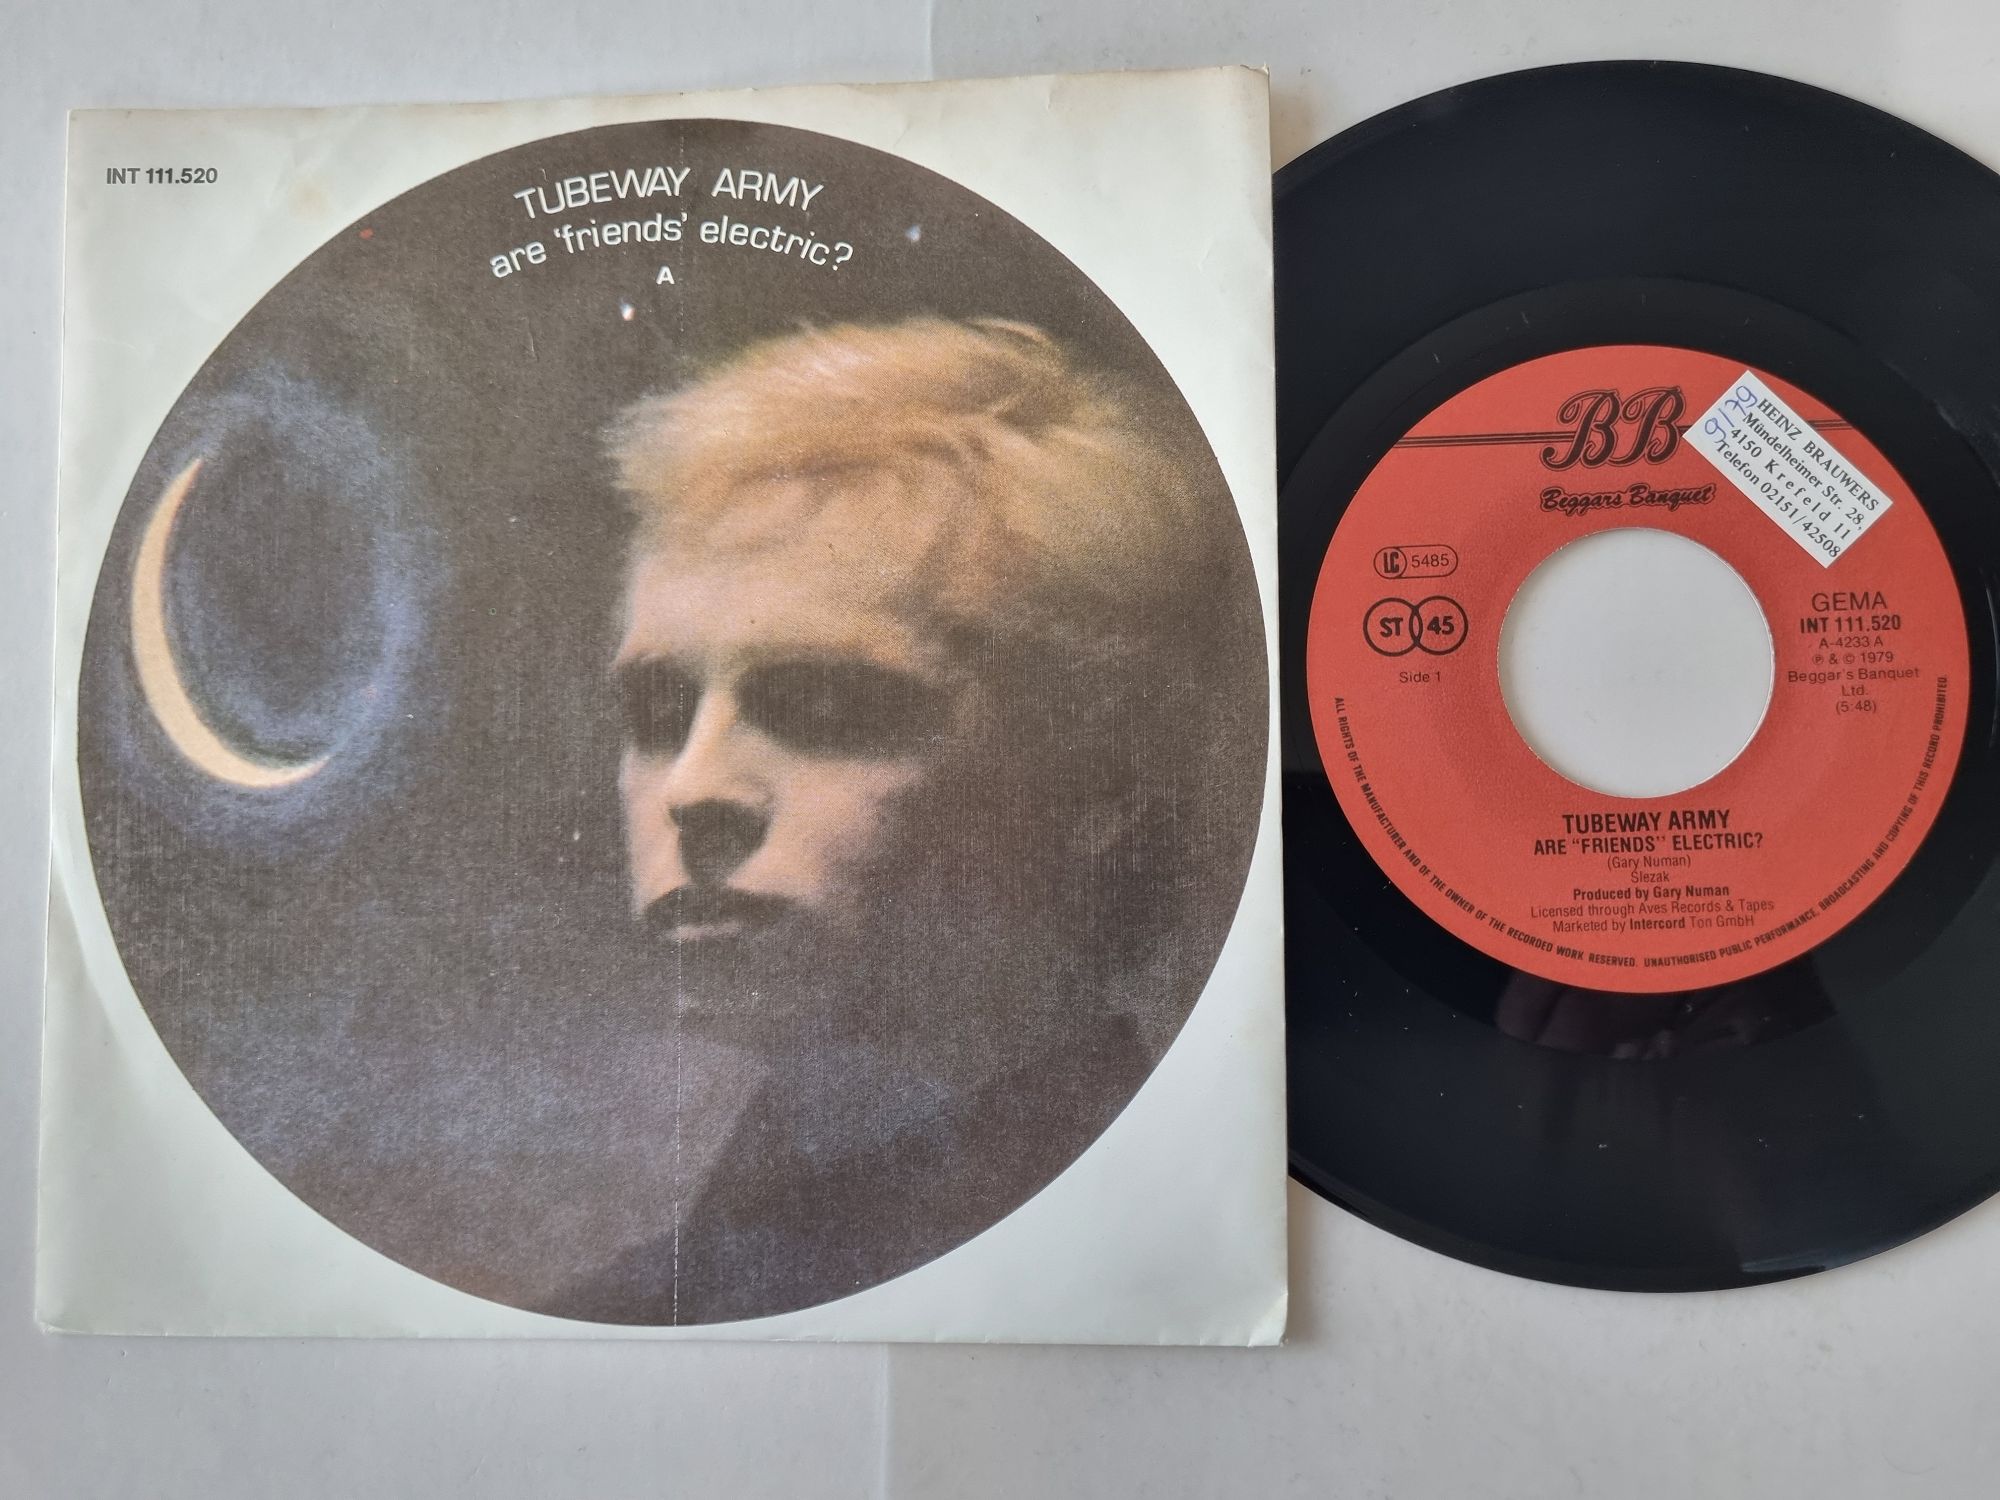 INT 111.520
TUBEWAY ARMY
are 'friends' electric?
A
BB
Beggars Banquet
9/79
HEINZ BRAUWERS
Mündelheimer Str. 28,
4150 Krefeld 11
Telefon 02151/42508
LC 5485
ST 45
Side 1
GEMA
INT 111.520
A-4233 A
℗ & © 1979
Beggar's Banquet
Ltd.
(5:48)
TUBEWAY ARMY
ARE "FRIENDS" ELECTRIC?
(Gary Numan)
Slezak
Produced by Gary Numan
Licensed through Aves Records & Tapes
Marketed by Intercord Ton GmbH
ALL RIGHTS OF THE MANUFACTURER AND OF THE OWNER OF THE RECORDED WORK RESERVED. UNAUTHORISED PUBLIC PERFORMANCE, BROADCASTING AND COPYING OF THIS RECORD PROHIBITED.